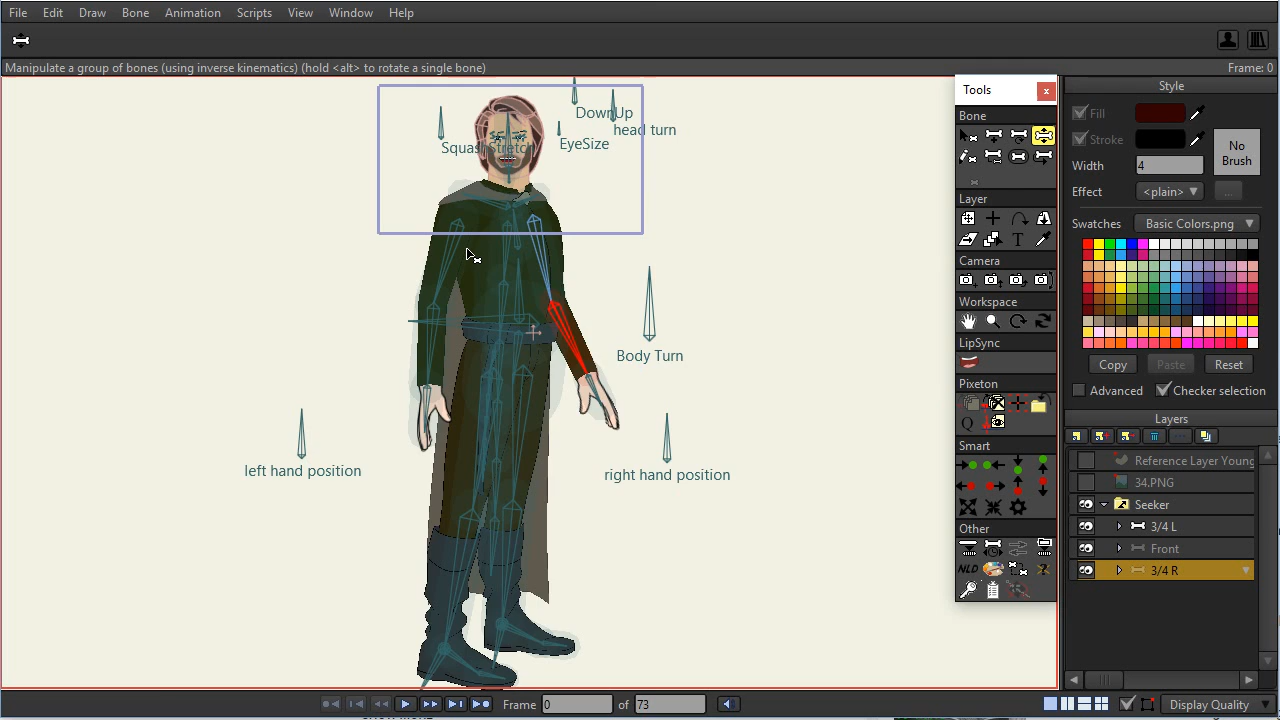 File Edit Draw Bone Animation Scripts View Window Help
Manipulate a group of bones (using inverse kinematics) (hold <alt> to rotate a single bone)
Frame: 0
DownUp
head turn
SquashStretch
EyeSize
Body Turn
left hand position
right hand position
Tools
x
Bone
Layer
T
Camera
Workspace
LipSync
Pixeton
Q
Smart
Other
NLD
Style
Fill
Stroke
Width
4
No
Brush
Effect
<plain>
...
Swatches
Basic Colors.png
Copy
Paste
Reset
Advanced
Checker selection
Layers
Reference Layer Young
34.PNG
Seeker
3/4 L
Front
3/4 R
Frame
0
of
73
Display Quality